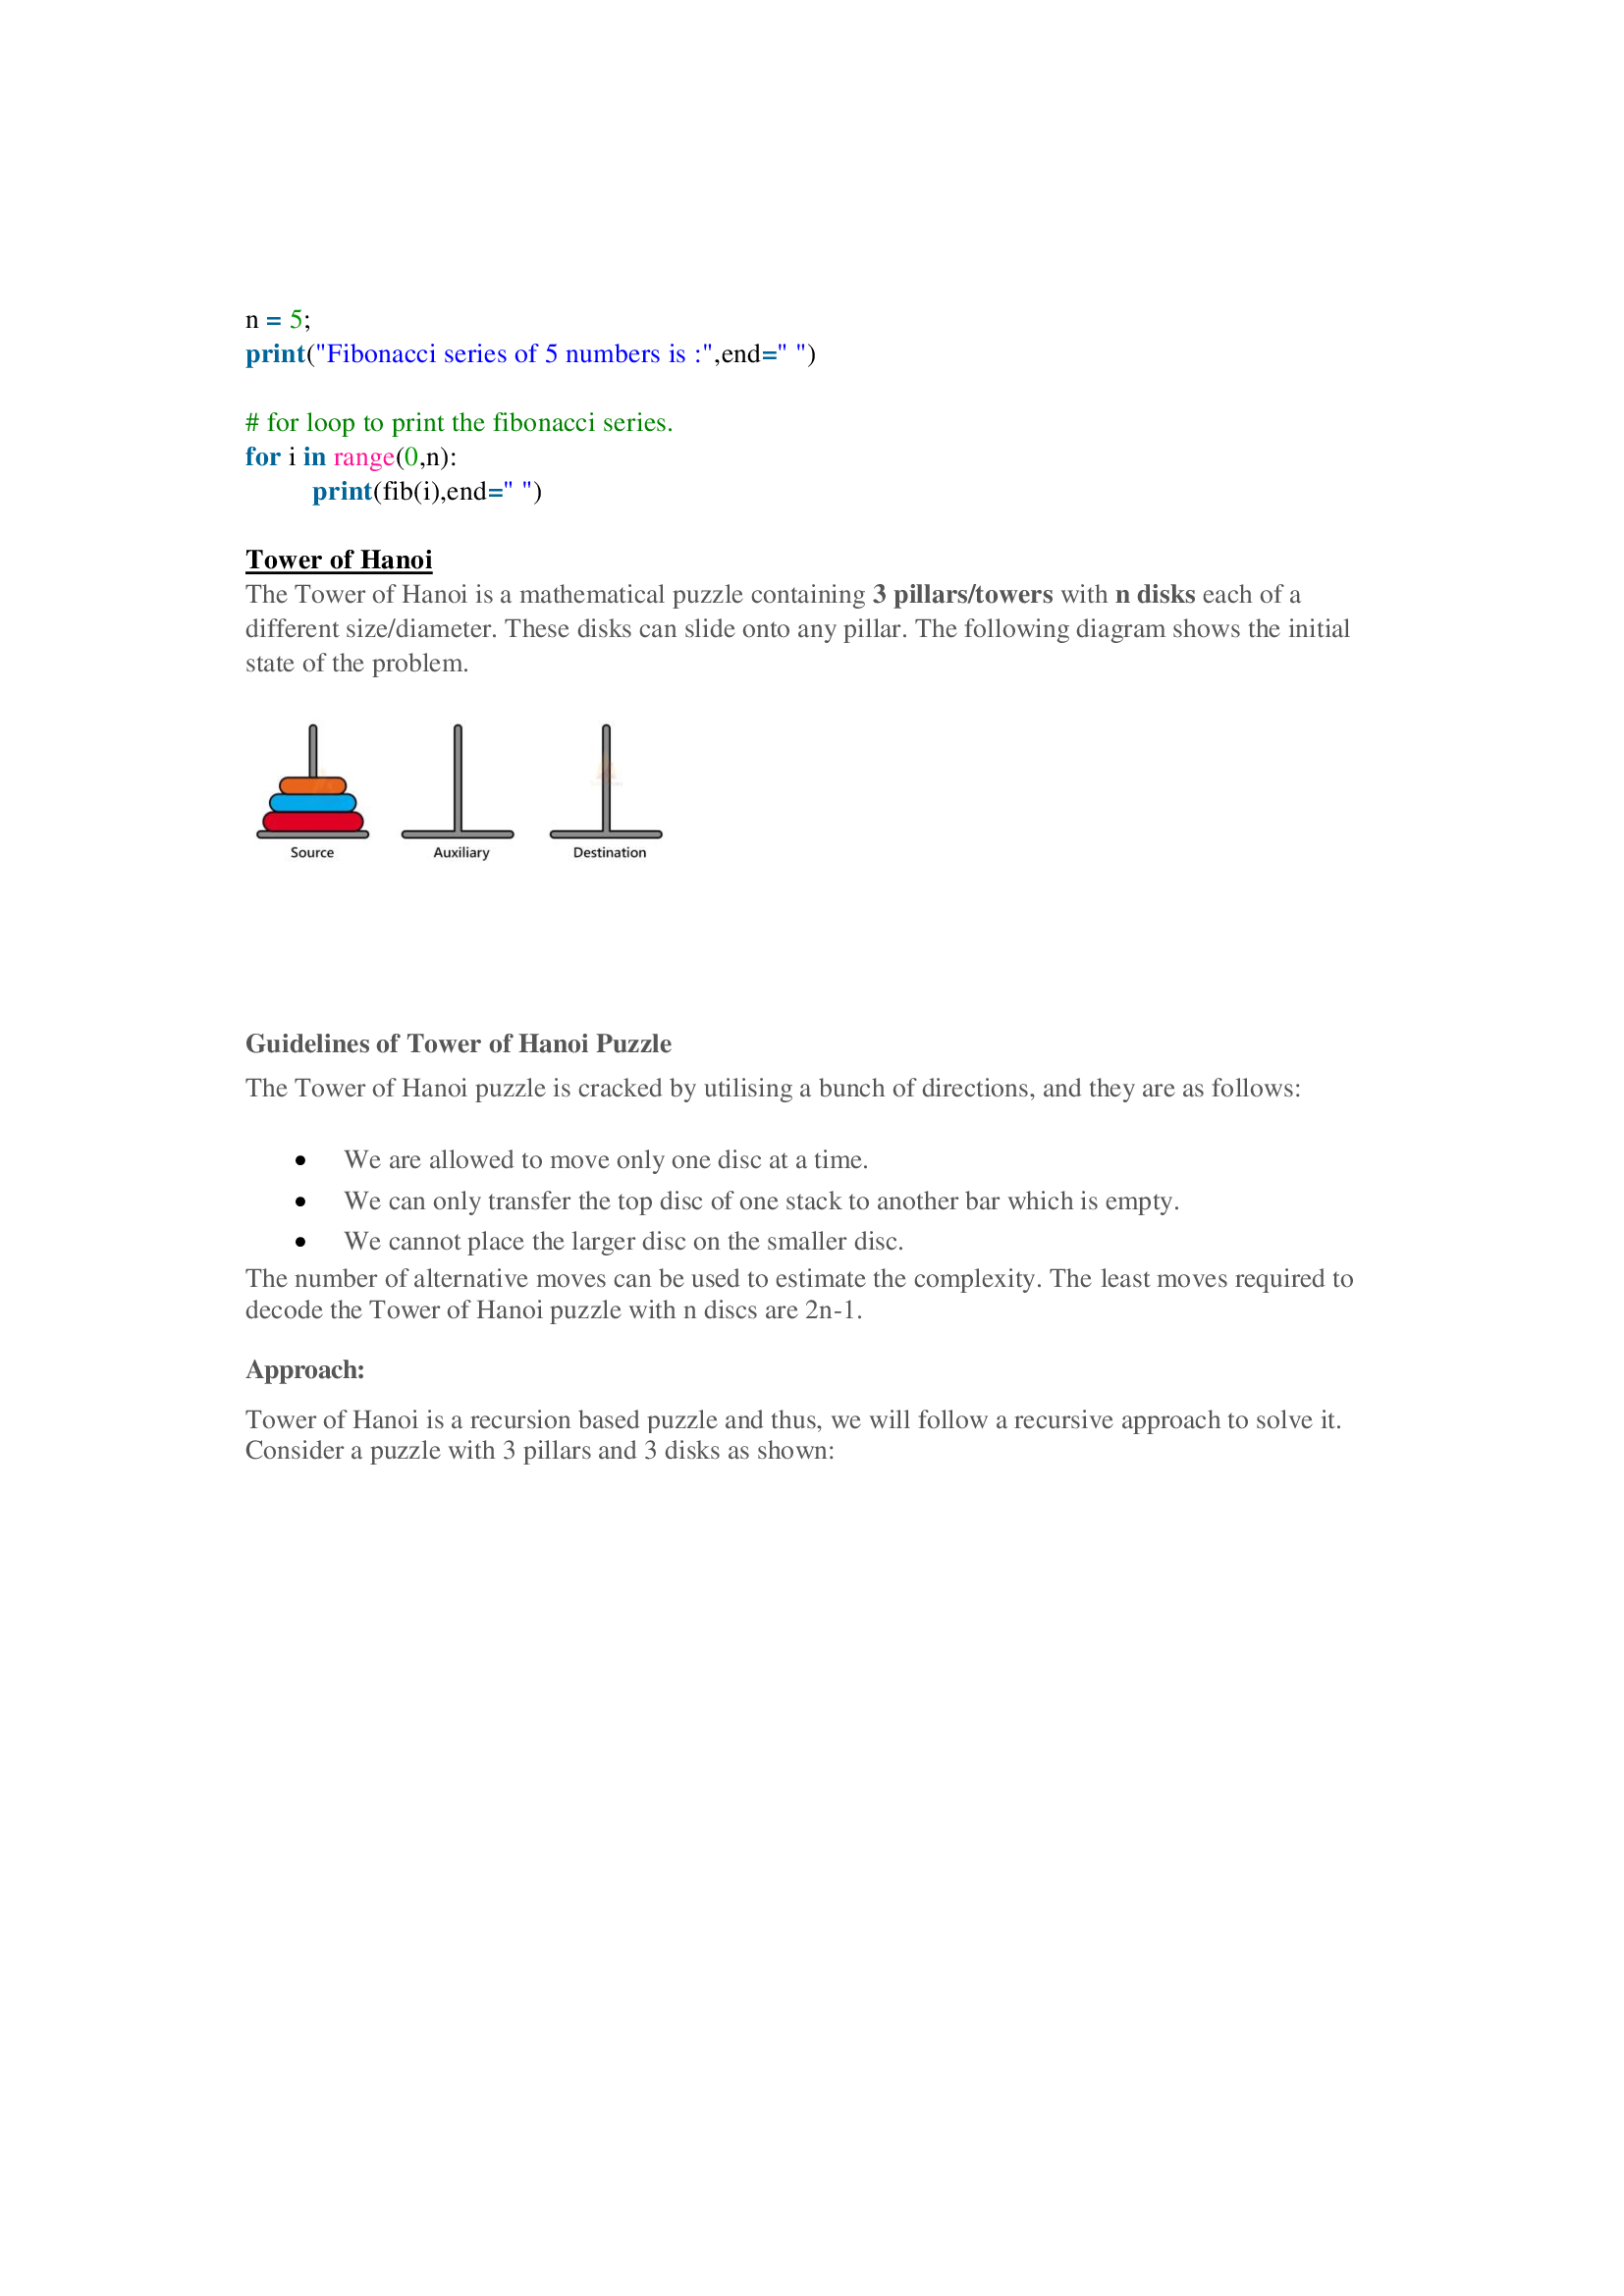 n = 5;
print("Fibonacci series of 5 numbers is :",end=" ")
# for loop to print the fibonacci series.
for i in range(0,n):
print(fib(i),end=" ")
Tower of Hanoi
The Tower of Hanoi is a mathematical puzzle containing 3 pillars/towers with n disks each of a
different size/diameter. These disks can slide onto any pillar. The following diagram shows the initial
state of the problem.
Source Auxiliary Destination
Guidelines of Tower of Hanoi Puzzle
The Tower of Hanoi puzzle is cracked by utilising a bunch of directions, and they are as follows:
• We are allowed to move only one disc at a time.
• We can only transfer the top disc of one stack to another bar which is empty.
• We cannot place the larger disc on the smaller disc.
The number of alternative moves can be used to estimate the complexity. The least moves required to
decode the Tower of Hanoi puzzle with n discs are 2n-1.
Approach:
Tower of Hanoi is a recursion based puzzle and thus, we will follow a recursive approach to solve it.
Consider a puzzle with 3 pillars and 3 disks as shown: